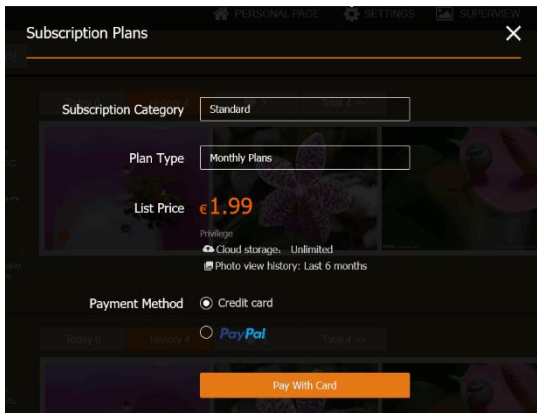 PERSONAL PAGE SETTINGS SUPERVIEW
Subscription Plans
Subscription Category Standard
Plan Type Monthly Plans
List Price €1.99
Privilege
Cloud storage: Unlimited
Photo view history: Last 6 months
Payment Method Credit card
PayPal
Today 0 History 4 Total 4 >>
Pay With Card